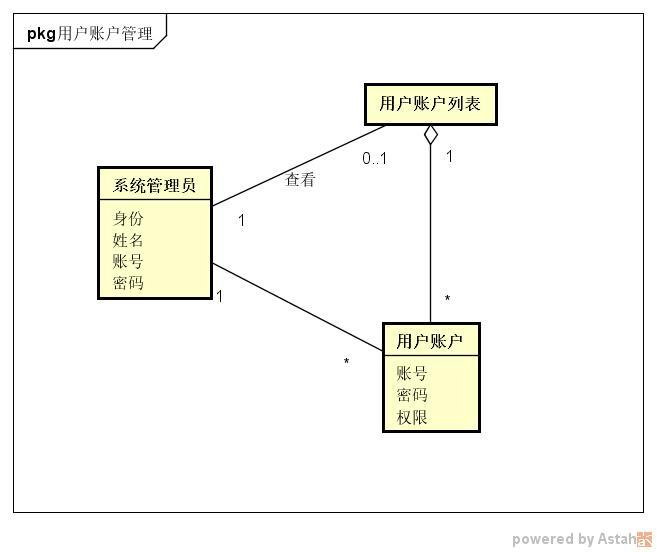 pkg用户账户管理
用户账户列表
0..1
1
查看
系统管理员
身份
姓名
账号
密码
1
1
*
*
用户账户
账号
密码
权限
powered by Astah